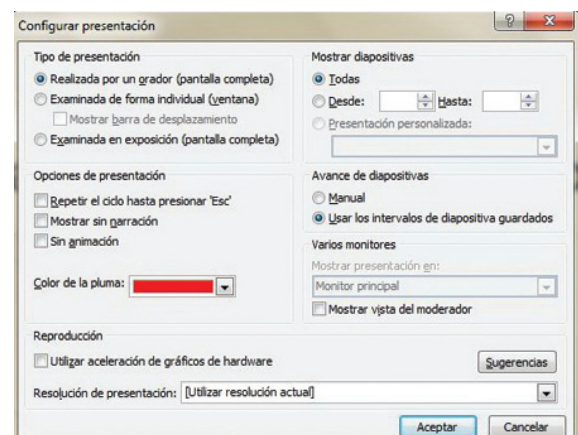 Configurar presentación
Tipo de presentación
Realizada por un orador (pantalla completa)
Examinada de forma individual (ventana)
Mostrar barra de desplazamiento
Examinada en exposición (pantalla completa)
Mostrar diapositivas
Todas
Desde: Hasta:
Presentación personalizada:
Opciones de presentación
Repetir el ciclo hasta presionar 'Esc'
Mostrar sin narración
Sin animación
Color de la pluma:
Avance de diapositivas
Manual
Usar los intervalos de diapositiva guardados
Varios monitores
Mostrar presentación en:
Monitor principal
Mostrar vista del moderador
Reproducción
Utilizar aceleración de gráficos de hardware
Sugerencias
Resolución de presentación: [Utilizar resolución actual]
Aceptar Cancelar